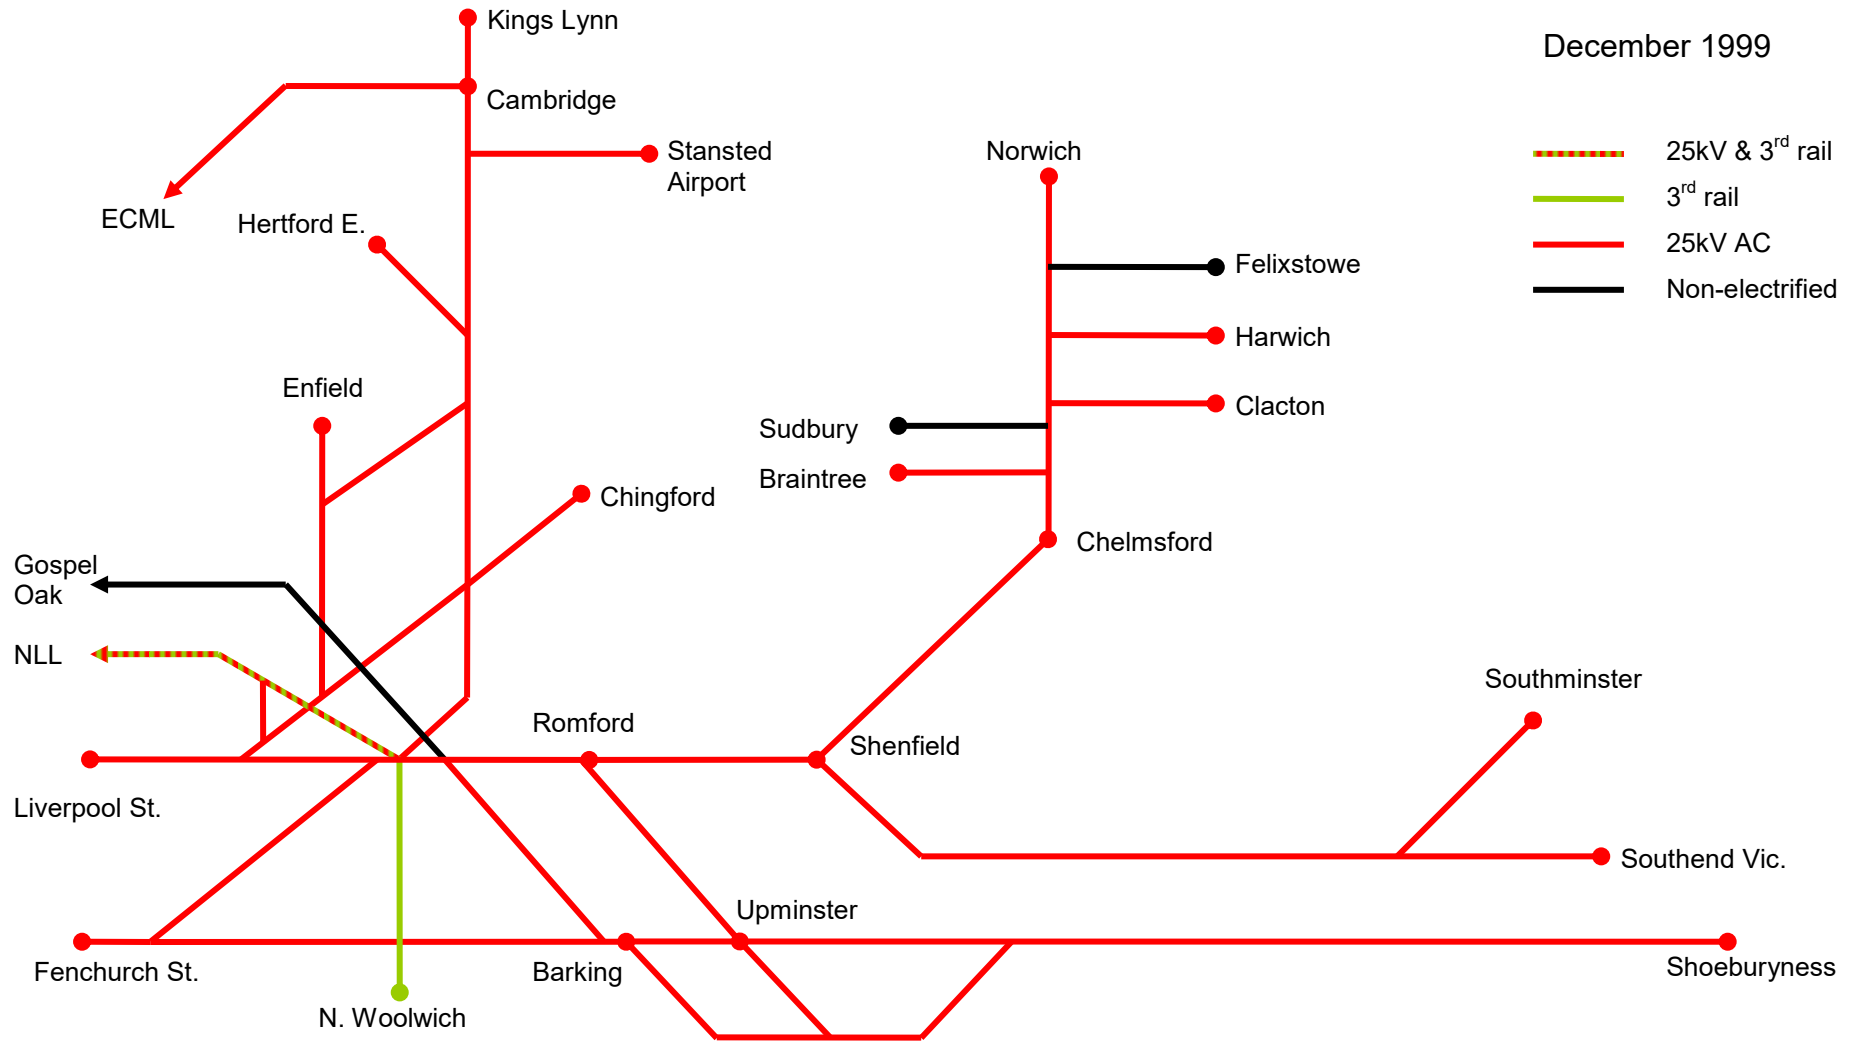 Kings Lynn
December 1999
Cambridge
Stansted
Airport
Norwich
25kV & 3rd rail
3rd rail
25kV AC
Non-electrified
ECML
Hertford E.
Felixstowe
Harwich
Enfield
Clacton
Sudbury
Braintree
Chingford
Chelmsford
Gospel
Oak
NLL
Southminster
Romford
Shenfield
Liverpool St.
Southend Vic.
Upminster
Fenchurch St.
Barking
Shoeburyness
N. Woolwich